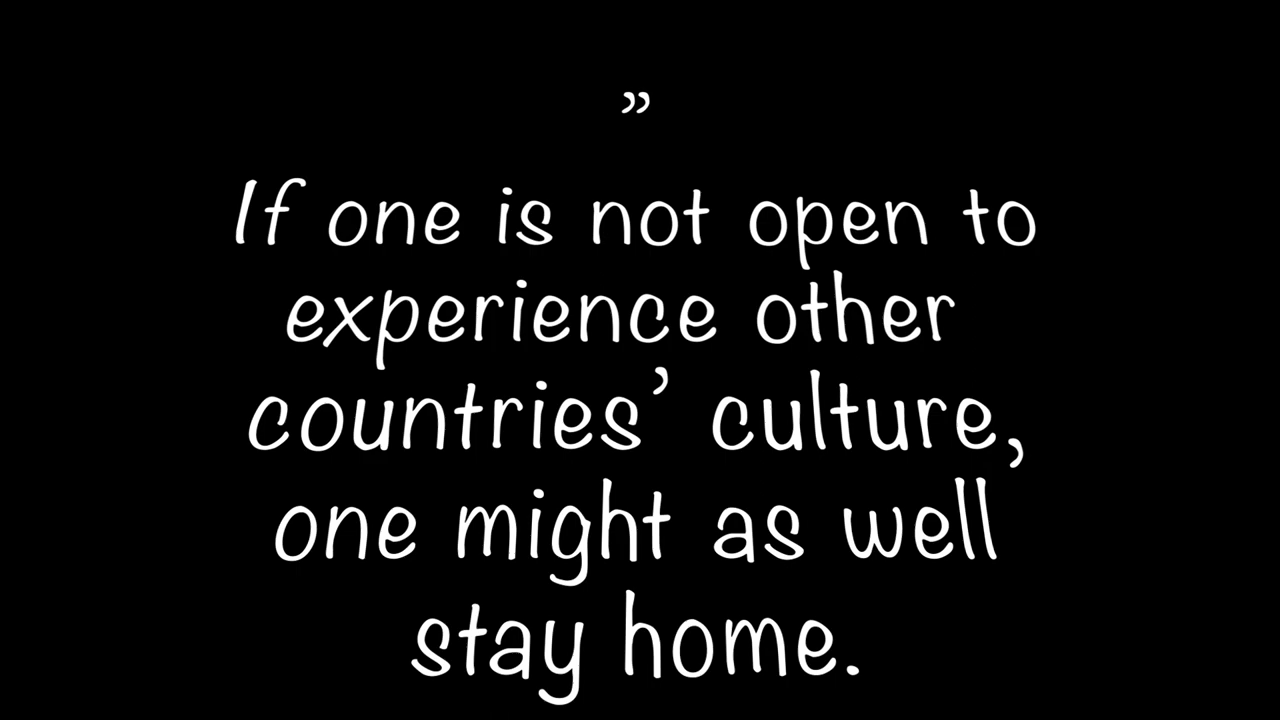 ”
If one is not open to
experience other
countries’ culture,
one might as well
stay home.